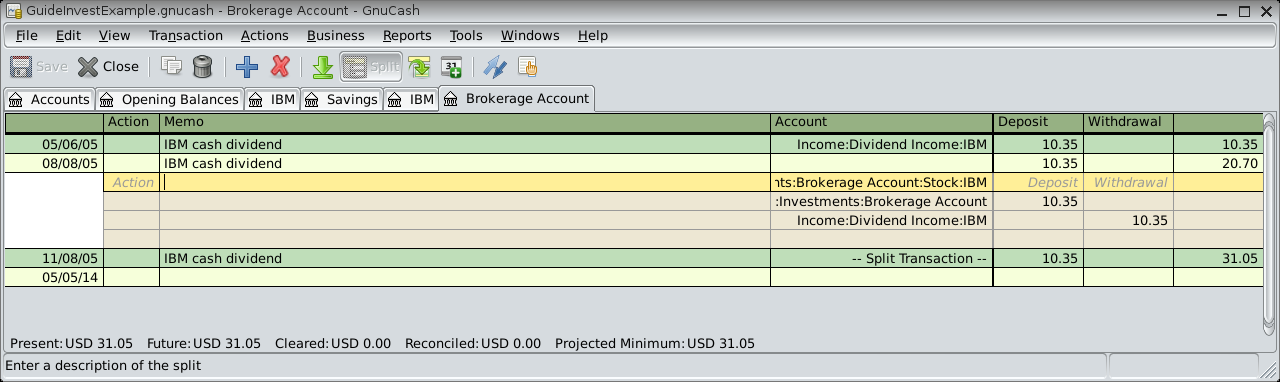 GuideInvestExample.gnucash - Brokerage Account - GnuCash
File Edit View Transaction Actions Business Reports Tools Windows Help
Save Close Split 31
Accounts Opening Balances IBM Savings IBM Brokerage Account
Action Memo Account Deposit Withdrawal
05/06/05 IBM cash dividend Income:Dividend Income:IBM 10.35 10.35
08/08/05 IBM cash dividend 10.35 20.70
Action nts:Brokerage Account:Stock:IBM Deposit Withdrawal
:Investments:Brokerage Account 10.35
Income:Dividend Income:IBM 10.35
11/08/05 IBM cash dividend -- Split Transaction -- 10.35 31.05
05/05/14
Present: USD 31.05 Future: USD 31.05 Cleared: USD 0.00 Reconciled: USD 0.00 Projected Minimum: USD 31.05
Enter a description of the split